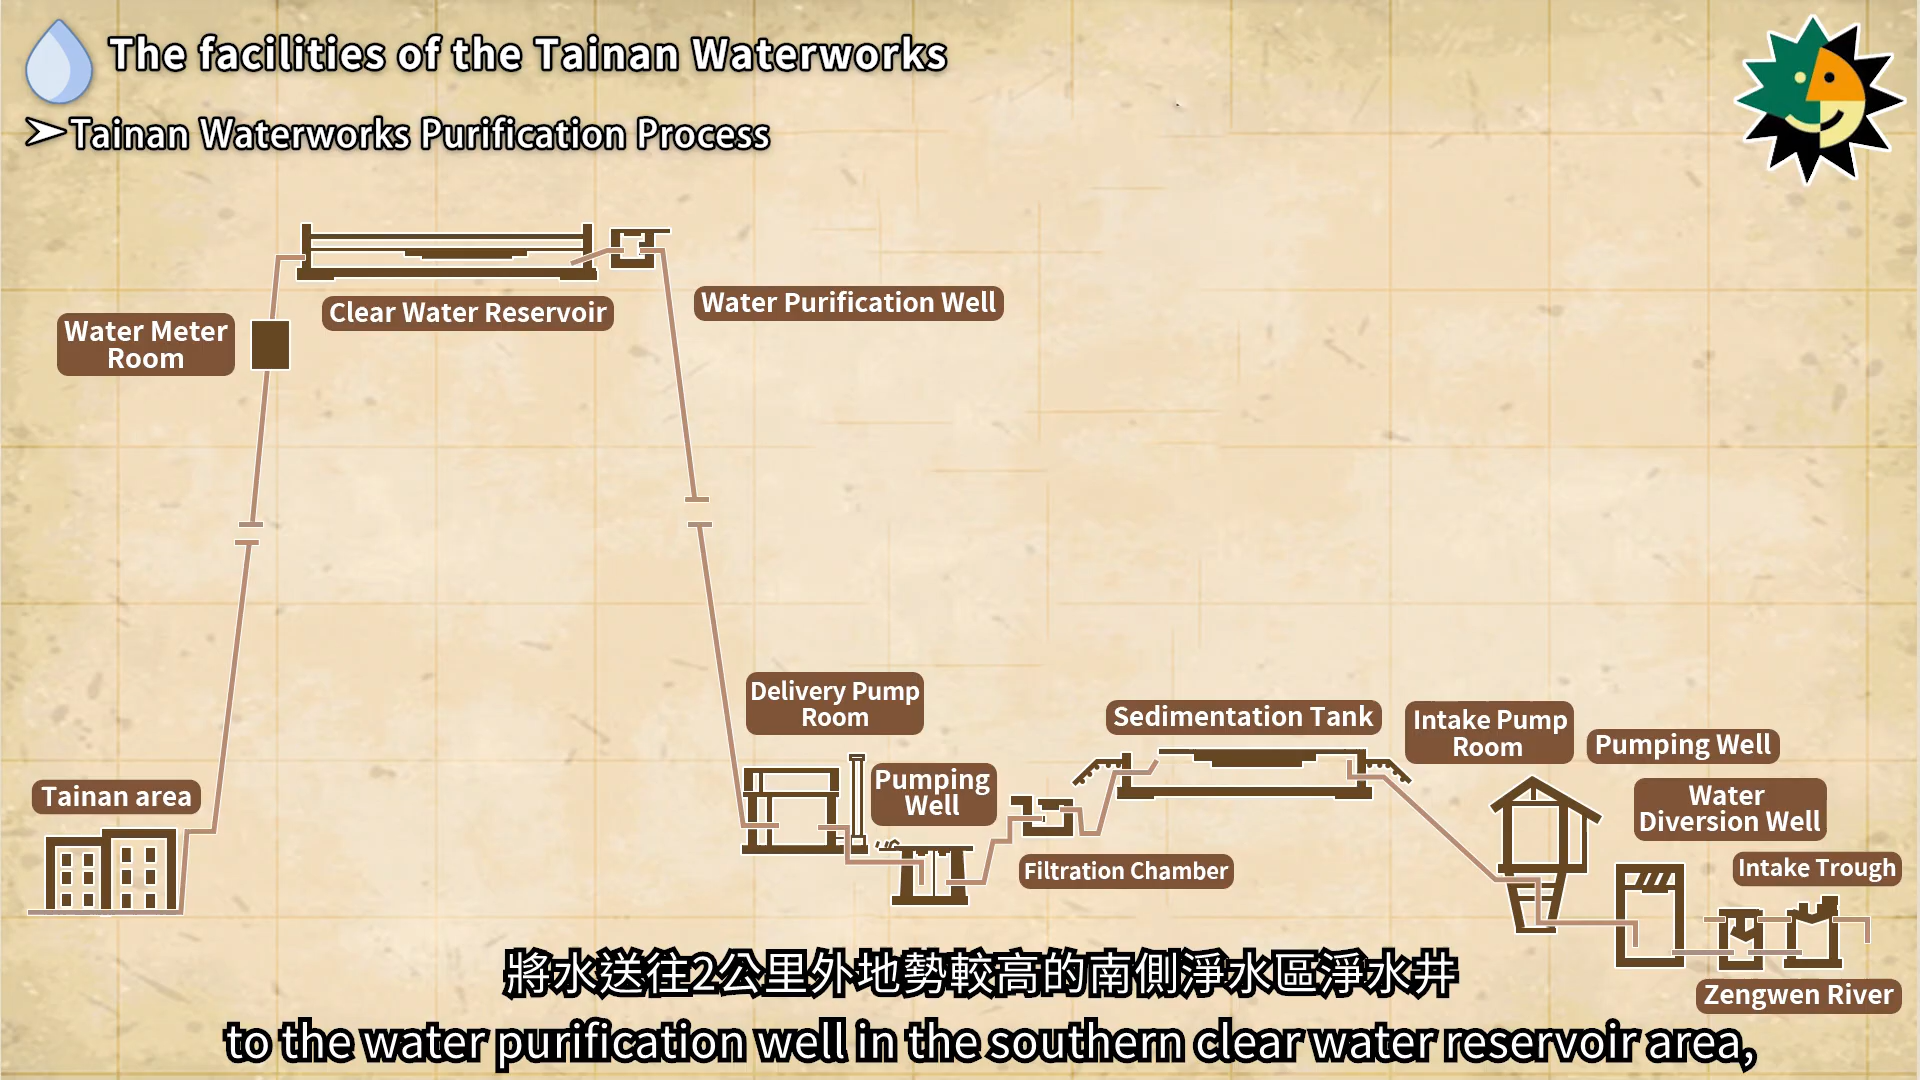 The facilities of the Tainan Waterworks
Tainan Waterworks Purification Process
Clear Water Reservoir
Water Purification Well
Water Meter
Room
Delivery Pump
Room
Sedimentation Tank
Intake Pump
Room
Pumping Well
Tainan area
Pumping
Well
Water
Diversion Well
Filtration Chamber
Intake Trough
Zengwen River
將水送往2公里外地勢較高的南側淨水區淨水井
to the water purification well in the southern clear water reservoir area,